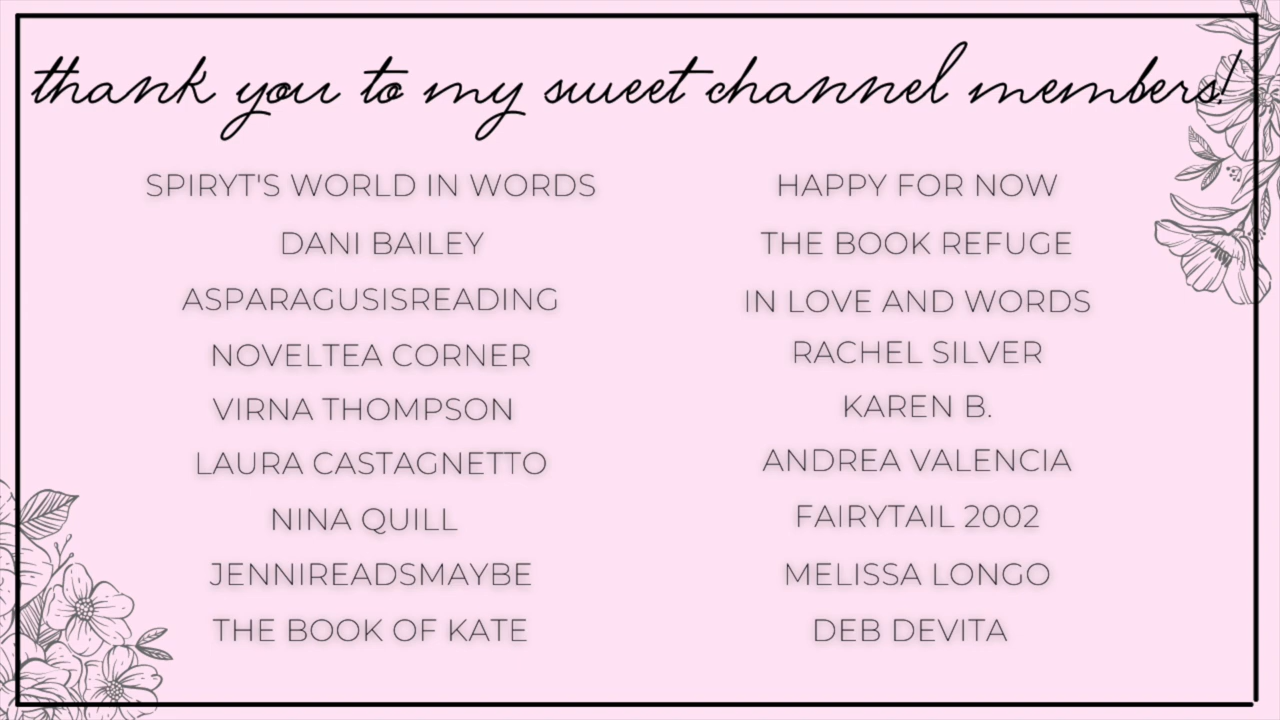 thank you to my sweet channel members!
SPIRYT'S WORLD IN WORDS
DANI BAILEY
ASPARAGUSISREADING
NOVELTEA CORNER
VIRNA THOMPSON
LAURA CASTAGNETTO
NINA QUILL
JENNIREADSMAYBE
THE BOOK OF KATE
HAPPY FOR NOW
THE BOOK REFUGE
IN LOVE AND WORDS
RACHEL SILVER
KAREN B.
ANDREA VALENCIA
FAIRYTAIL 2002
MELISSA LONGO
DEB DEVITA